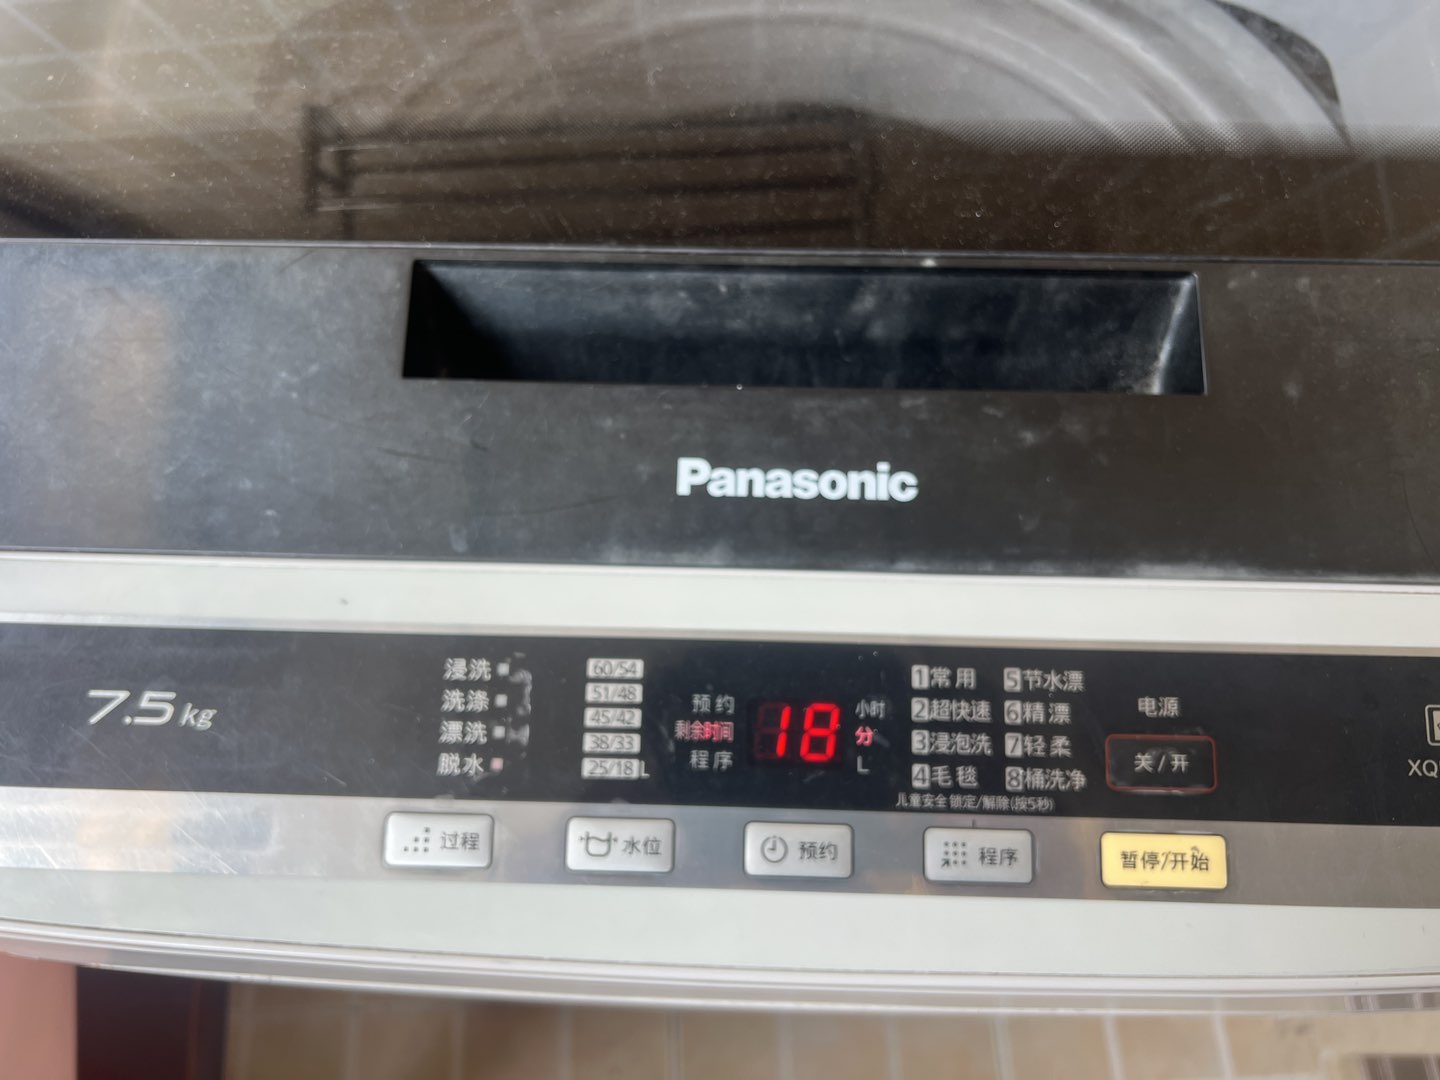 Panasonic
7.5kg
浸洗
洗涤
漂洗
脱水
60/54
51/48
45/42
38/33
25/18 L
预约
剩余时间
程序
18
小时
分
L
1常用
2超快速
3浸泡洗
4毛毯
5节水漂
6精漂
7轻柔
8桶洗净
儿童安全 锁定/解除(按5秒)
电源
关/开
XQ
过程
水位
预约
程序
暂停/开始